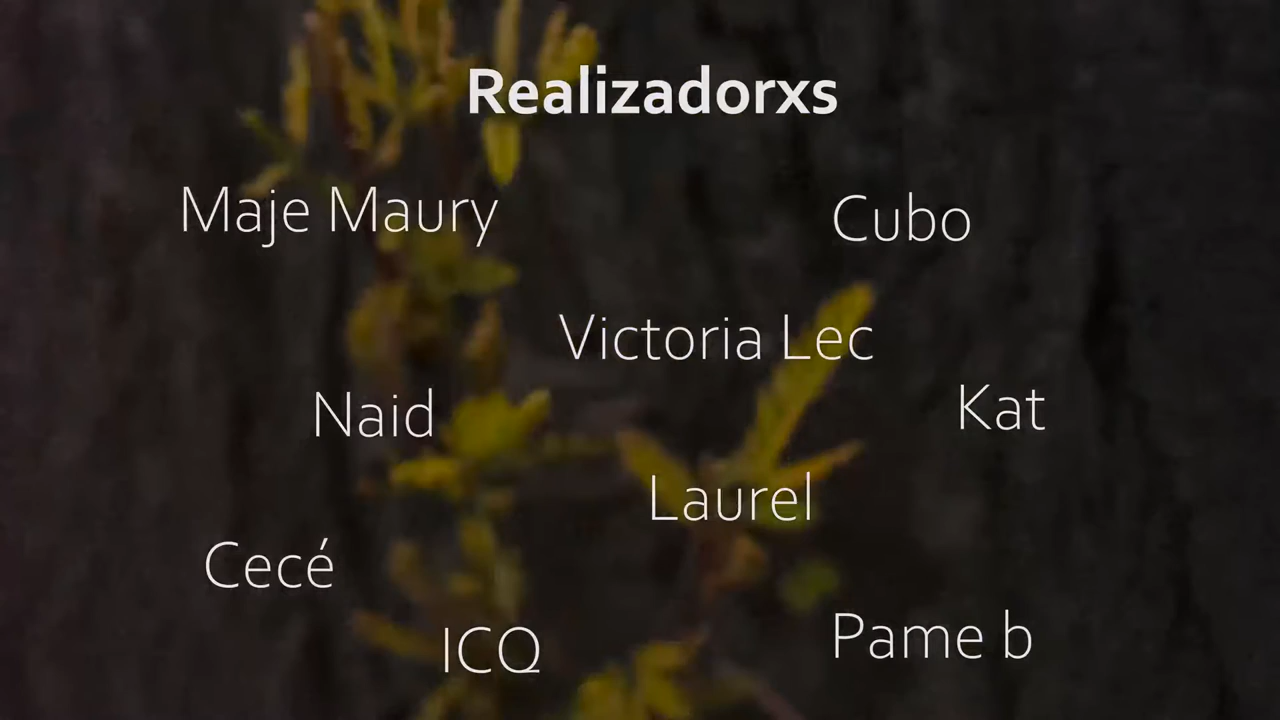 Realizadorxs
Maje Maury
Cubo
Victoria Lec
Naid
Kat
Laurel
Cecé
ICQ
Pame b